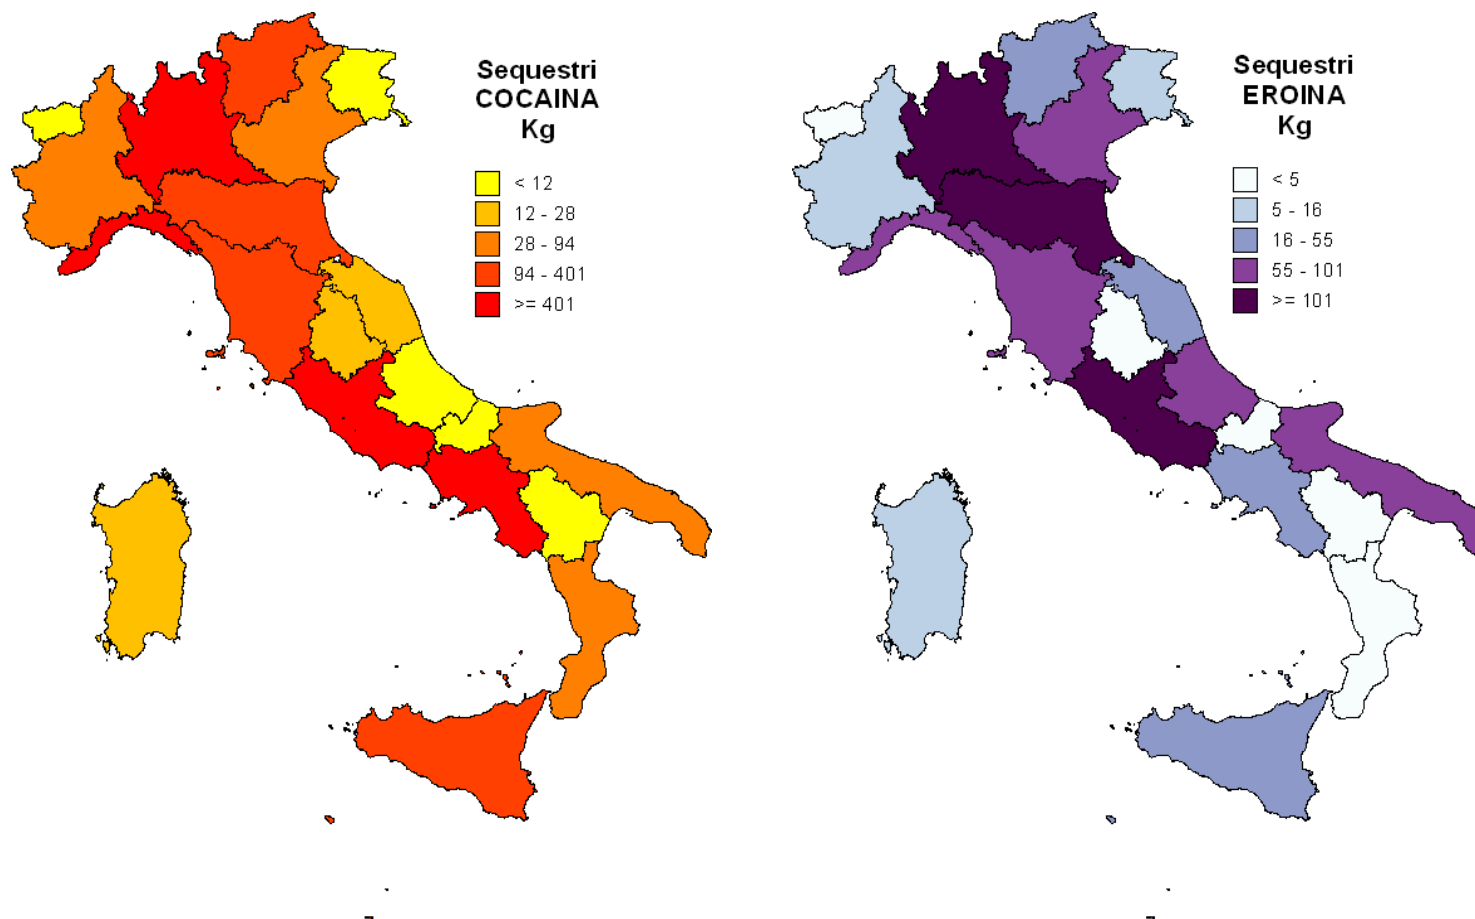 Sequestri
COCAINA
Kg
< 12
12 - 28
28 - 94
94 - 401
>= 401
Sequestri
EROINA
Kg
< 5
5 - 16
16 - 55
55 - 101
>= 101